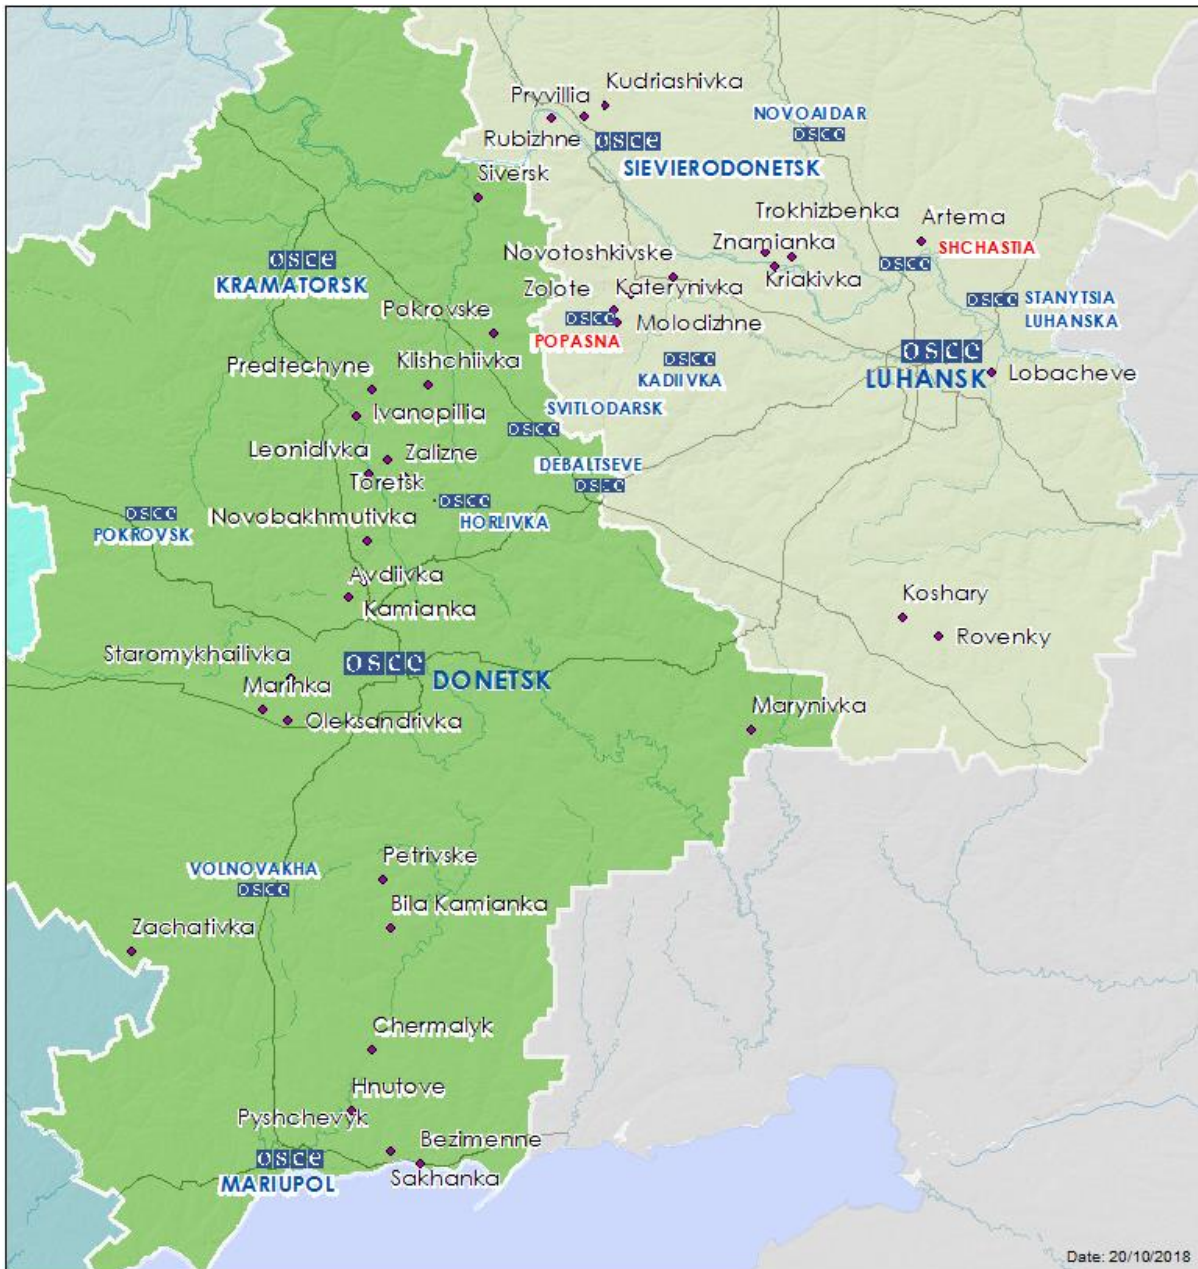 Kudriashivka
Pryvillia
NOVOAIDAR
osce
Rubizhne
osce
SIEVIERODONETSK
Siversk
Trokhizbenka
Artema
Znamianka
SHCHASTIA
Novotoshkivske
osce
KRAMATORSK
osce
Kriakivka
Zolote
Katerynivka
osce
STANYTSIA
LUHANSKA
Pokrovske
osce
Molodizhne
POPASNA
osce
LUHANSK
osce
KADIIVKA
Lobacheve
Predtechyne
Klishchiivka
Ivanopillia
SVITLODARSK
osce
Leonidivka
Zalizne
DEBALTSEVE
osce
Toretsk
osce
HORLIVKA
osce
POKROVSK
Novobakhmutivka
Avdiivka
Kamianka
Koshary
Rovenky
Staromykhailivka
osce
DONETSK
Marinka
Oleksandrivka
Marynivka
VOLNOVAKHA
osce
Petrivske
Bila Kamianka
Zachativka
Chermalyk
Hnutove
Pyshchevyk
Bezimenne
osce
MARIUPOL
Sakhanka
Date: 20/10/2018